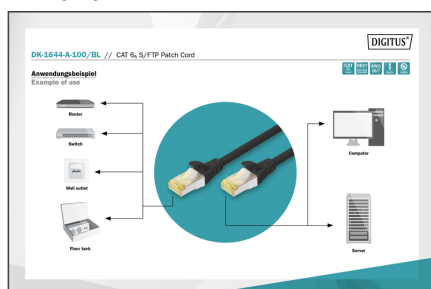 DIGITUS®
DK-1644-A-100/BL // CAT 6A S/FTP Patch Cord
Anwendungsbeispiel
Example of use
Router
Switch
Wall outlet
Floor tank
Computer
Server